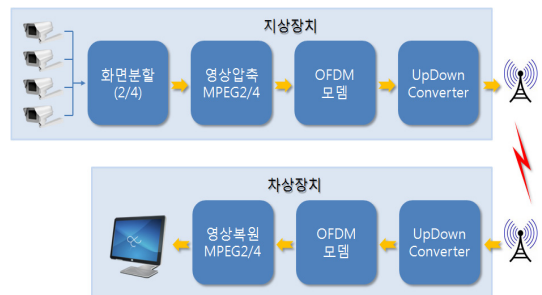 지상장치
화면분할
(2/4)
영상압축
MPEG2/4
OFDM
모뎀
UpDown
Converter
차상장치
영상복원
MPEG2/4
OFDM
모뎀
UpDown
Converter